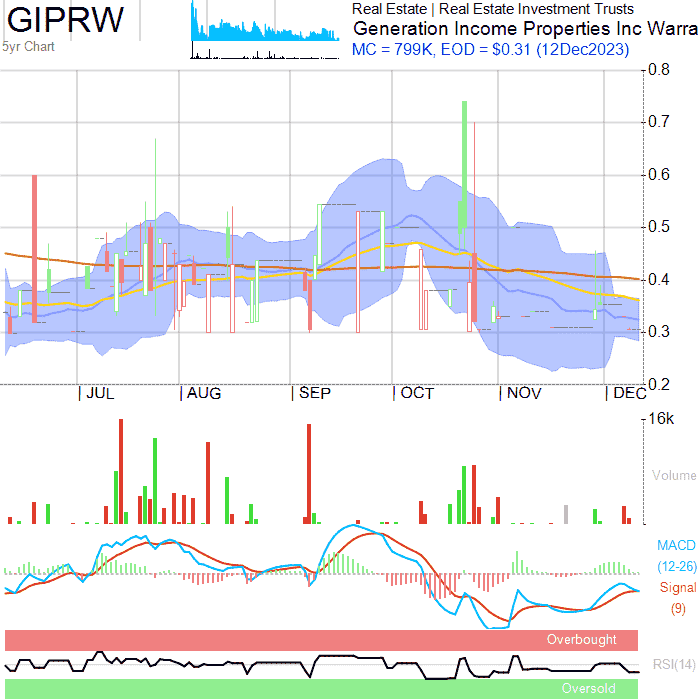 GIPRW
5yr Chart
Real Estate | Real Estate Investment Trusts
Generation Income Properties Inc Warra
MC = 799K, EOD = $0.31 (12Dec2023)
0.8
0.7
0.6
0.5
0.4
0.3
0.2
JUL AUG SEP OCT NOV DEC
16k
Volume
MACD
(12-26)
Signal
(9)
Overbought
RSI(14)
Oversold